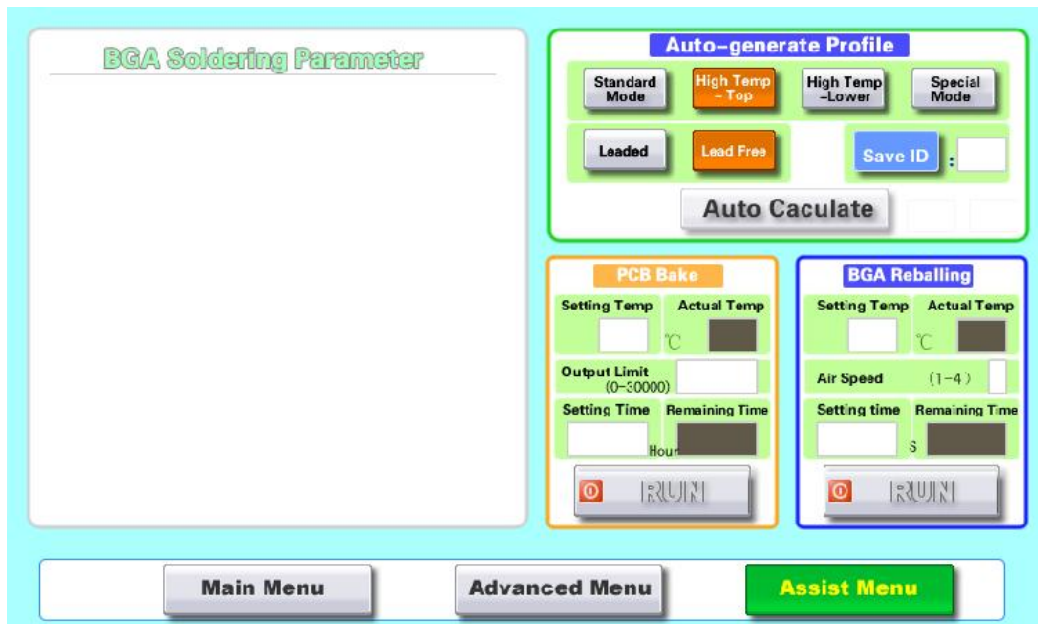 BGA Soldering Parameter
Auto-generate Profile
Standard Mode
High Temp - Top
High Temp -Lower
Special Mode
Leaded
Lead Free
Save ID :
Auto Caculate
PCB Bake
Setting Temp Actual Temp
℃
Output Limit
(0-30000)
Setting Time Remaining Time
Hour
RUN
BGA Reballing
Setting Temp Actual Temp
℃
Air Speed (1-4)
Setting time Remaining Time
S
RUN
Main Menu
Advanced Menu
Assist Menu